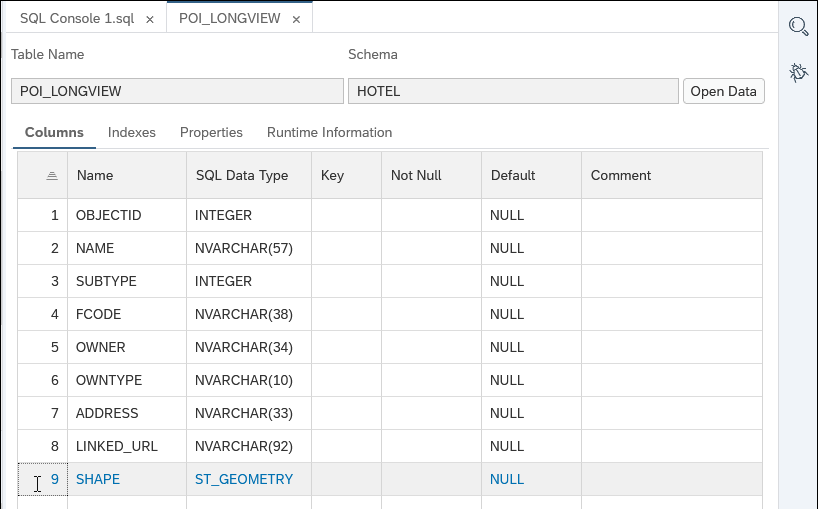 SQL Console 1.sql × POI_LONGVIEW ×
Table Name Schema
POI_LONGVIEW HOTEL Open Data
Columns Indexes Properties Runtime Information
Name SQL Data Type Key Not Null Default Comment
1 OBJECTID INTEGER NULL
2 NAME NVARCHAR(57) NULL
3 SUBTYPE INTEGER NULL
4 FCODE NVARCHAR(38) NULL
5 OWNER NVARCHAR(34) NULL
6 OWNTYPE NVARCHAR(10) NULL
7 ADDRESS NVARCHAR(33) NULL
8 LINKED_URL NVARCHAR(92) NULL
9 SHAPE ST_GEOMETRY NULL